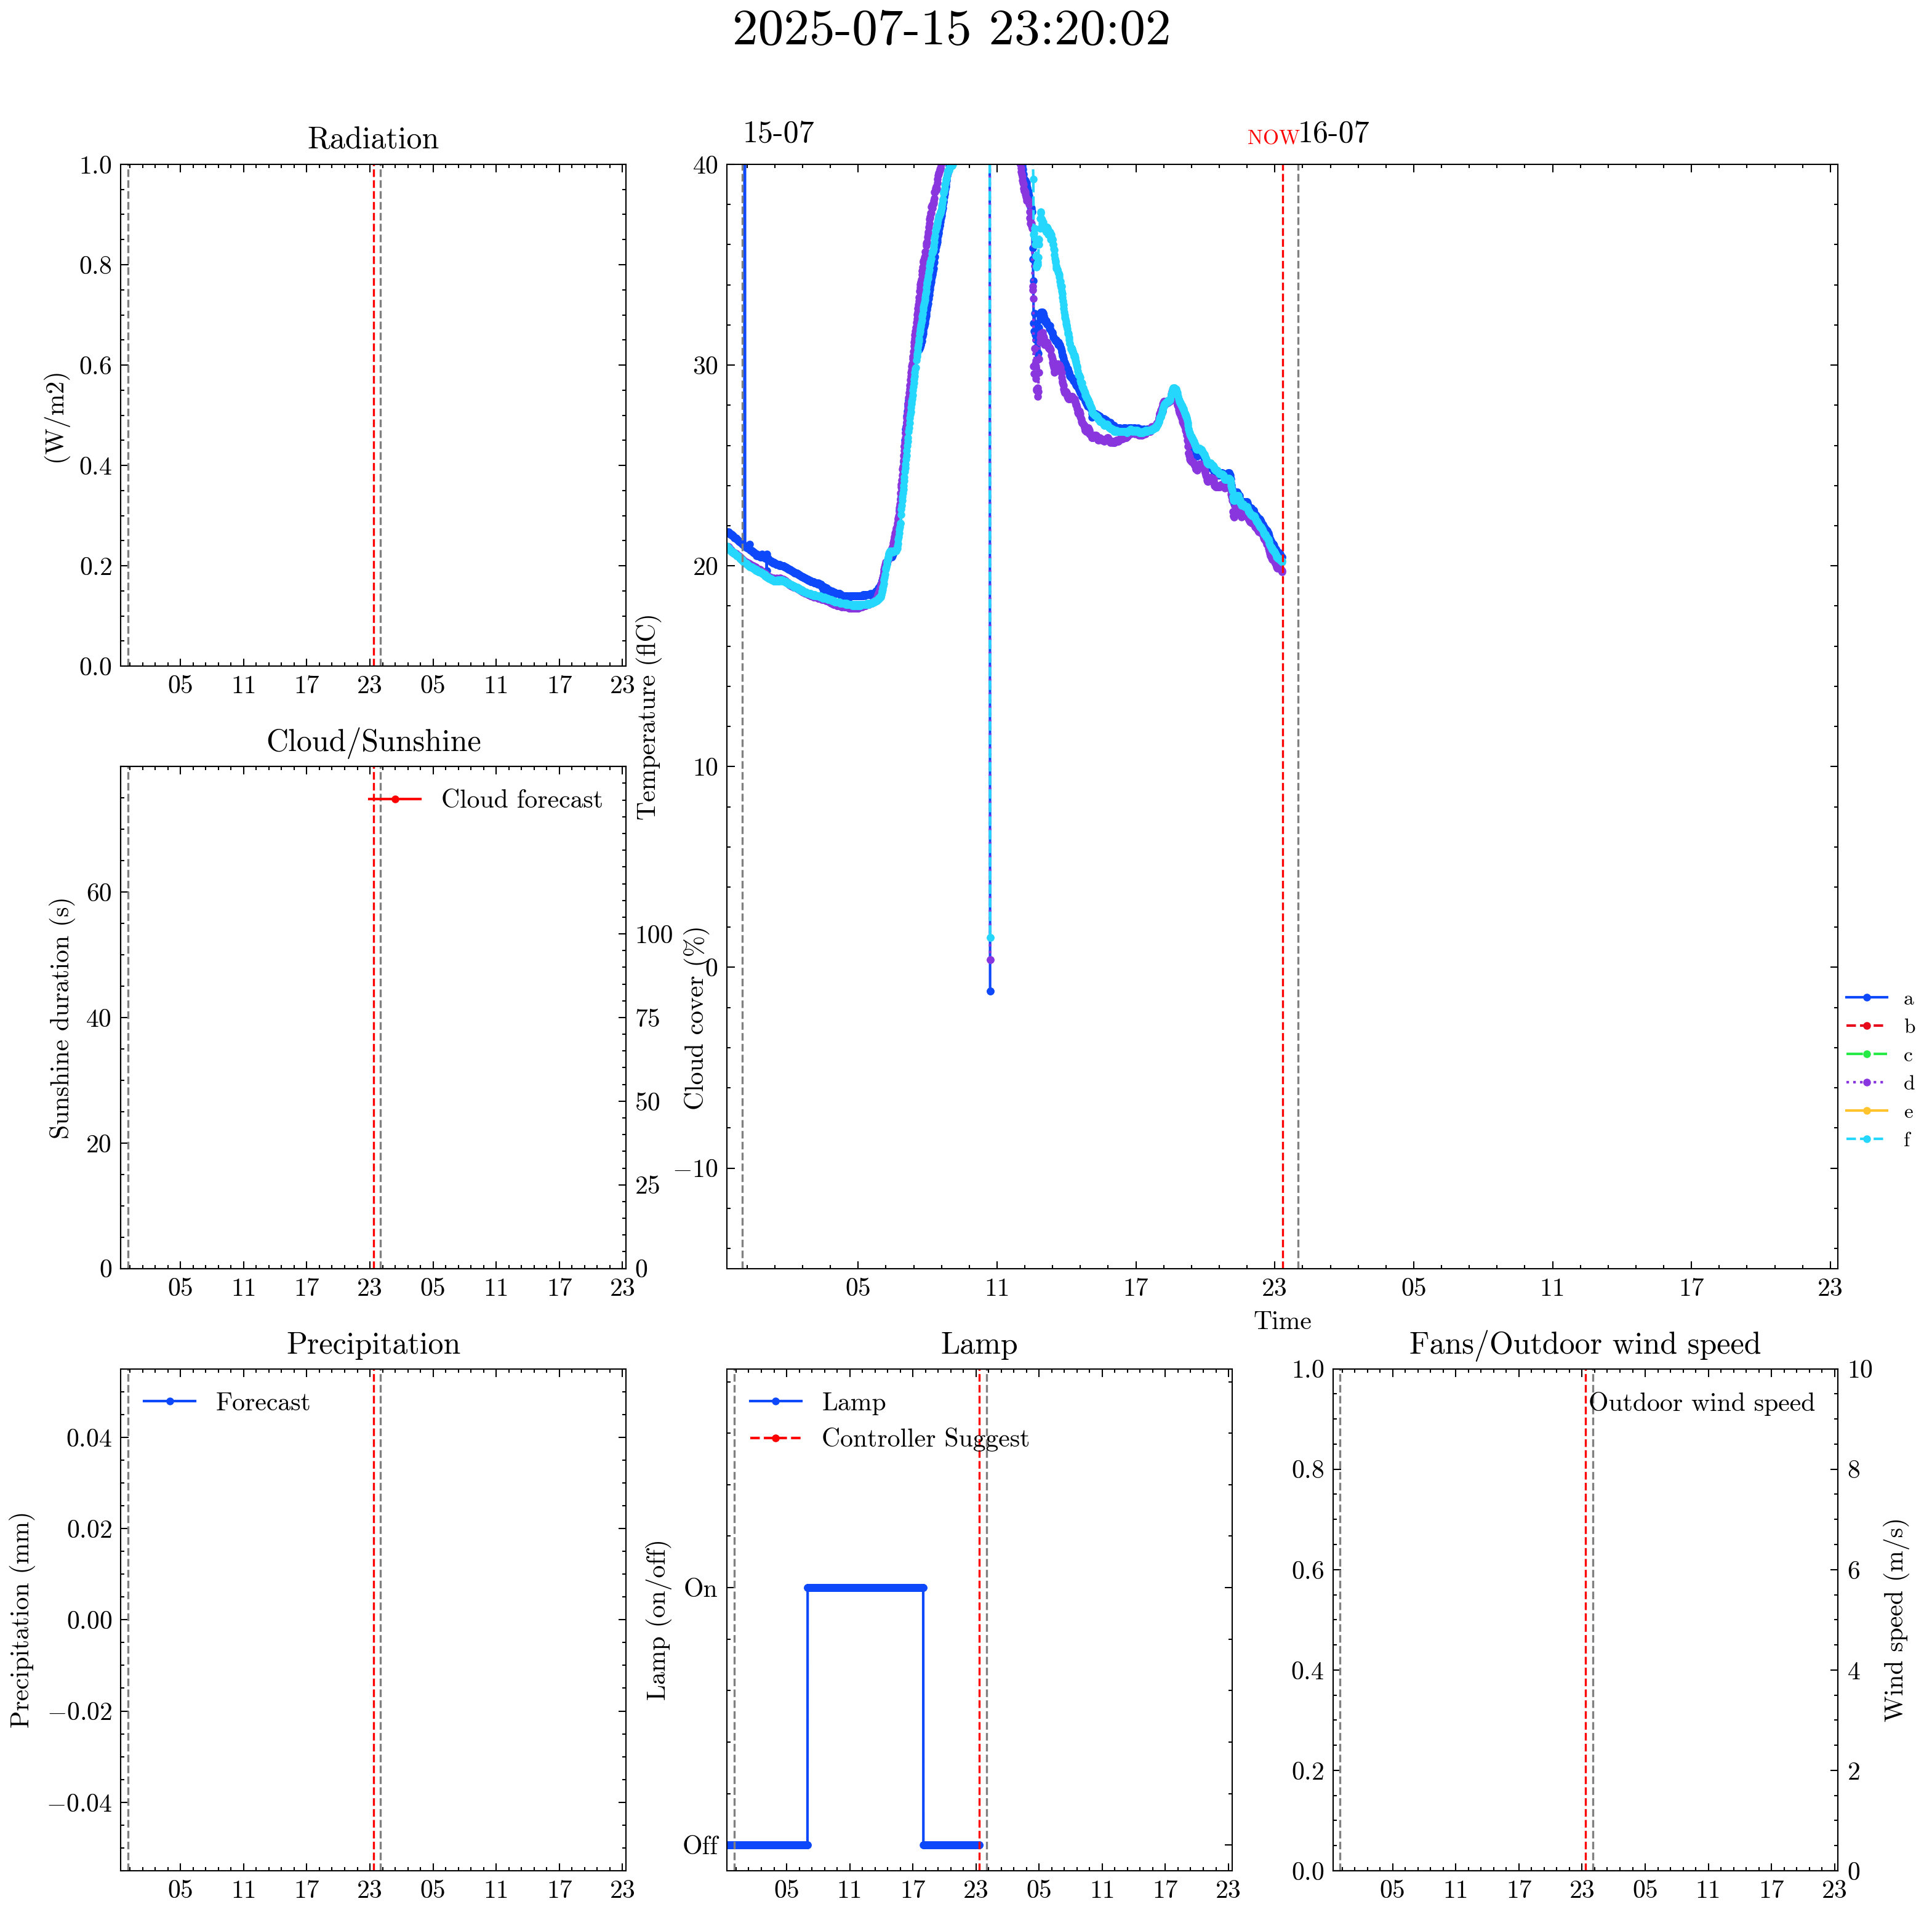 2025-07-15 23:20:02
Radiation
1.0
0.8
0.6
0.4
0.2
0.0
(W/m2)
05 11 17 23 05 11 17 23
15-07
NOW
16-07
40
30
20
10
0
−10
Temperature (flC)
05 11 17 23 05 11 17 23
Time
a
b
c
d
e
f
Cloud/Sunshine
Cloud forecast
60
40
20
0
Sunshine duration (s)
100
75
50
25
0
Cloud cover (%)
05 11 17 23 05 11 17 23
Precipitation
Forecast
0.04
0.02
0.00
−0.02
−0.04
Precipitation (mm)
05 11 17 23 05 11 17 23
Lamp
Lamp
Controller Suggest
On
Off
Lamp (on/off)
05 11 17 23 05 11 17 23
Fans/Outdoor wind speed
Outdoor wind speed
1.0
0.8
0.6
0.4
0.2
0.0
10
8
6
4
2
0
Wind speed (m/s)
05 11 17 23 05 11 17 23